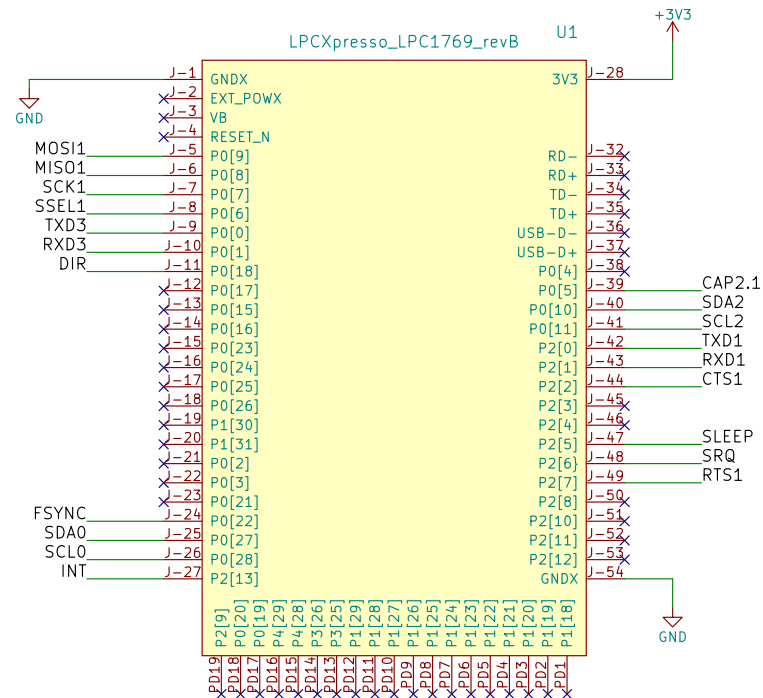 +3V3
U1
LPCXpresso_LPC1769_revB
J-1 GNDX 3V3 J-28
J-2 EXT_POWX
GND
J-3 VB
J-4 RESET_N
MOSI1 J-5 P0[9] RD- J-32
MISO1 J-6 P0[8] RD+ J-33
SCK1 J-7 P0[7] TD- J-34
SSEL1 J-8 P0[6] TD+ J-35
TXD3 J-9 P0[0] USB-D- J-36
RXD3 J-10 P0[1] USB-D+ J-37
DIR J-11 P0[18] P0[4] J-38
J-12 P0[17] P0[5] J-39 CAP2.1
J-13 P0[15] P0[10] J-40 SDA2
J-14 P0[16] P0[11] J-41 SCL2
J-15 P0[23] P2[0] J-42 TXD1
J-16 P0[24] P2[1] J-43 RXD1
J-17 P0[25] P2[2] J-44 CTS1
J-18 P0[26] P2[3] J-45
J-19 P1[30] P2[4] J-46
J-20 P1[31] P2[5] J-47 SLEEP
J-21 P0[2] P2[6} J-48 SRQ
J-22 P0[3] P2[7] J-49 RTS1
J-23 P0[21] P2[8] J-50
FSYNC J-24 P0[22] P2[10] J-51
SDA0 J-25 P0[27] P2[11] J-52
SCL0 J-26 P0[28] P2[12] J-53
INT J-27 P2[13] GNDX J-54
GND
P2[9] P0[20] P0[19] P4[29] P4[28] P3[26] P3[25] P1[29] P1[28] P1[27] P1[26] P1[25] P1[24] P1[23] P1[22] P1[21] P1[20] P1[19] P1[18]
PD19 PD18 PD17 PD16 PD15 PD14 PD13 PD12 PD11 PD10 PD9 PD8 PD7 PD6 PD5 PD4 PD3 PD2 PD1